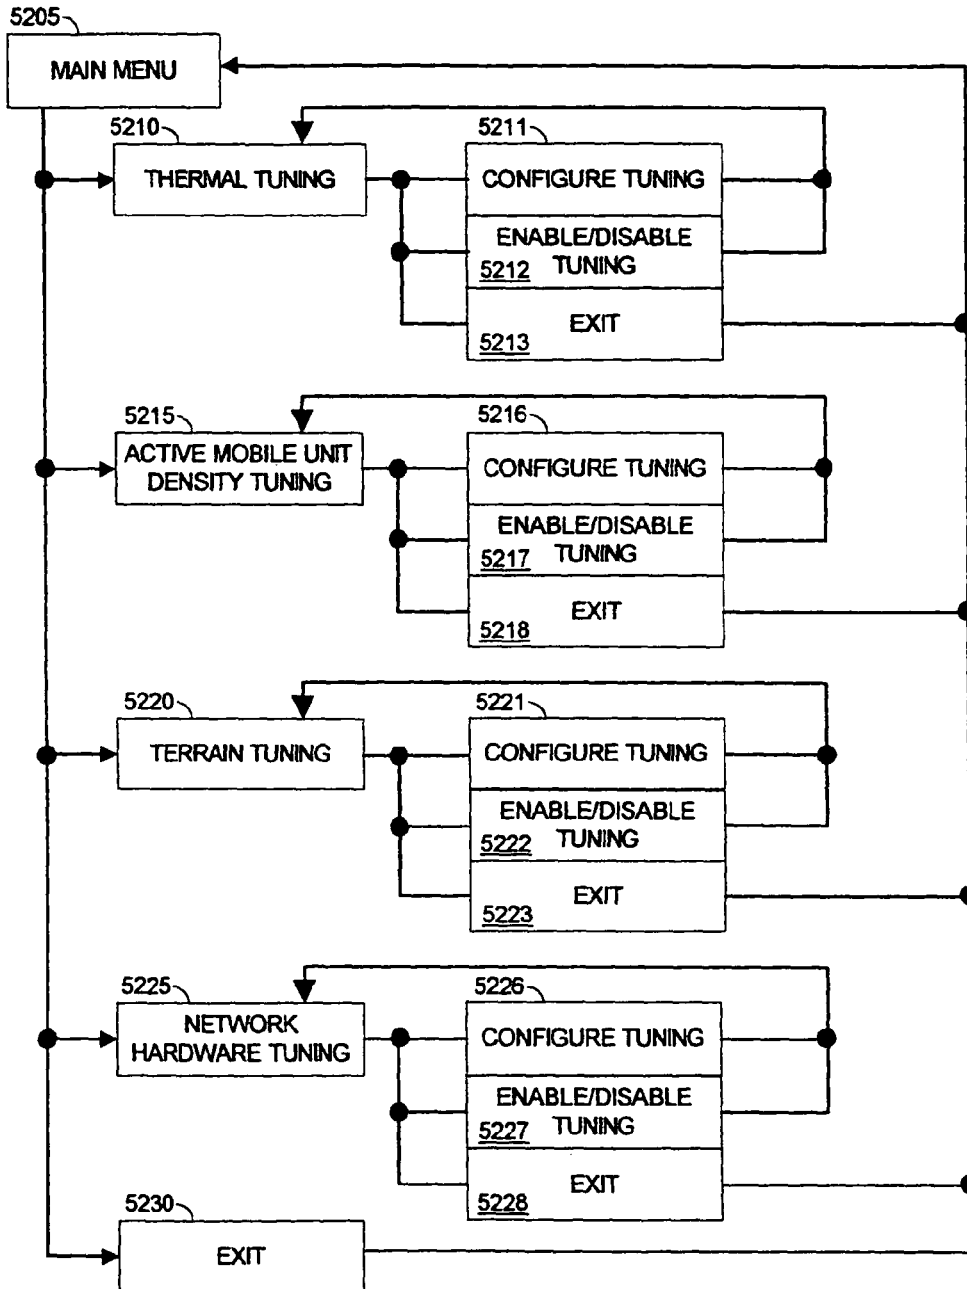 5205
MAIN MENU
5210
THERMAL TUNING
5211
CONFIGURE TUNING
ENABLE/DISABLE
TUNING
5212
EXIT
5213
5215
ACTIVE MOBILE UNIT
DENSITY TUNING
5216
CONFIGURE TUNING
ENABLE/DISABLE
TUNING
5217
EXIT
5218
5220
TERRAIN TUNING
5221
CONFIGURE TUNING
ENABLE/DISABLE
TUNING
5222
EXIT
5223
5225
NETWORK
HARDWARE TUNING
5226
CONFIGURE TUNING
ENABLE/DISABLE
TUNING
5227
EXIT
5228
5230
EXIT